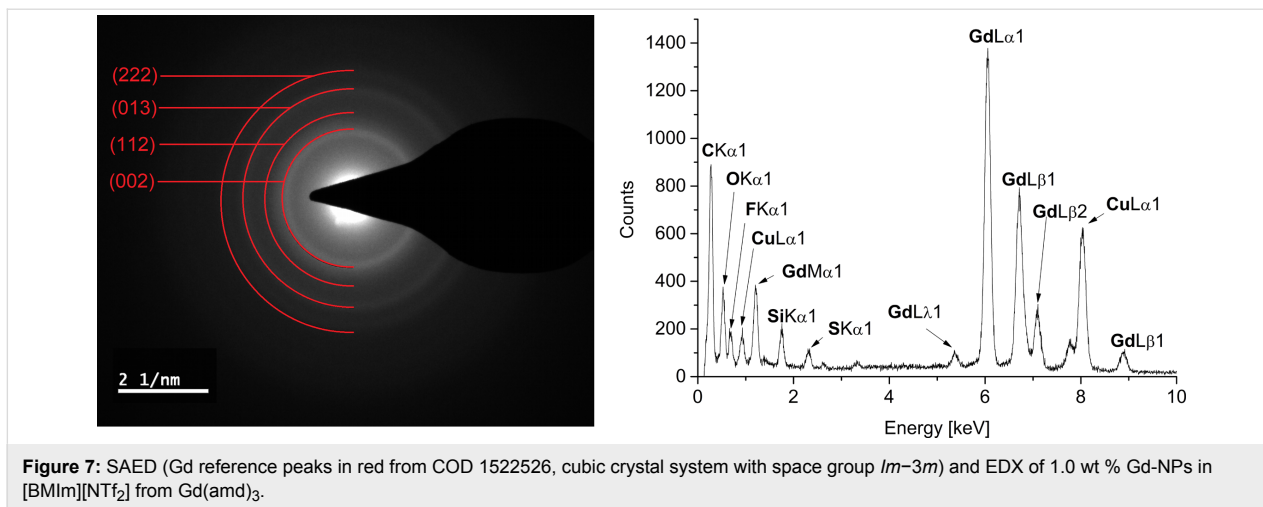 (222)
(013)
(112)
(002)
2 1/nm
1400
1200
1000
800
600
400
200
0
Counts
0 2 4 6 8 10
Energy [keV]
CKα1
OKα1
FKα1
CuLα1
GdMα1
SiKα1
SKα1
GdLλ1
GdLα1
GdLβ1
GdLβ2
CuLα1
GdLβ1
Figure 7: SAED (Gd reference peaks in red from COD 1522526, cubic crystal system with space group Im−3m) and EDX of 1.0 wt % Gd-NPs in
[BMIm][NTf₂] from Gd(amd)₃.